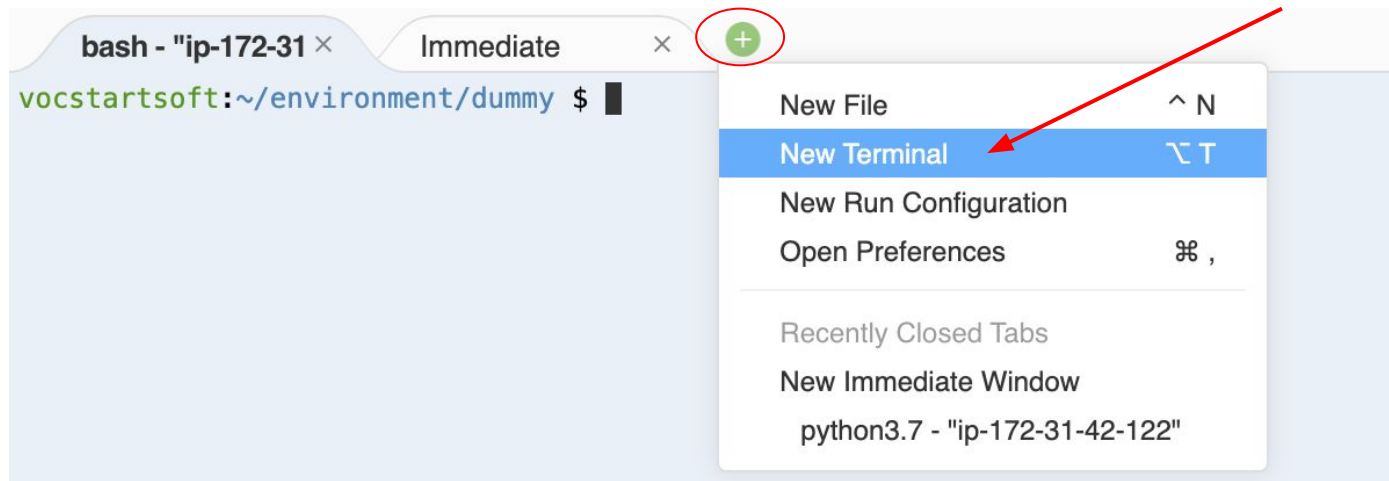 bash - "ip-172-31 × Immediate × +
vocstartsoft:~/environment/dummy $
New File ^ N
New Terminal ⌥ T
New Run Configuration
Open Preferences ⌘ ,
Recently Closed Tabs
New Immediate Window
python3.7 - "ip-172-31-42-122"